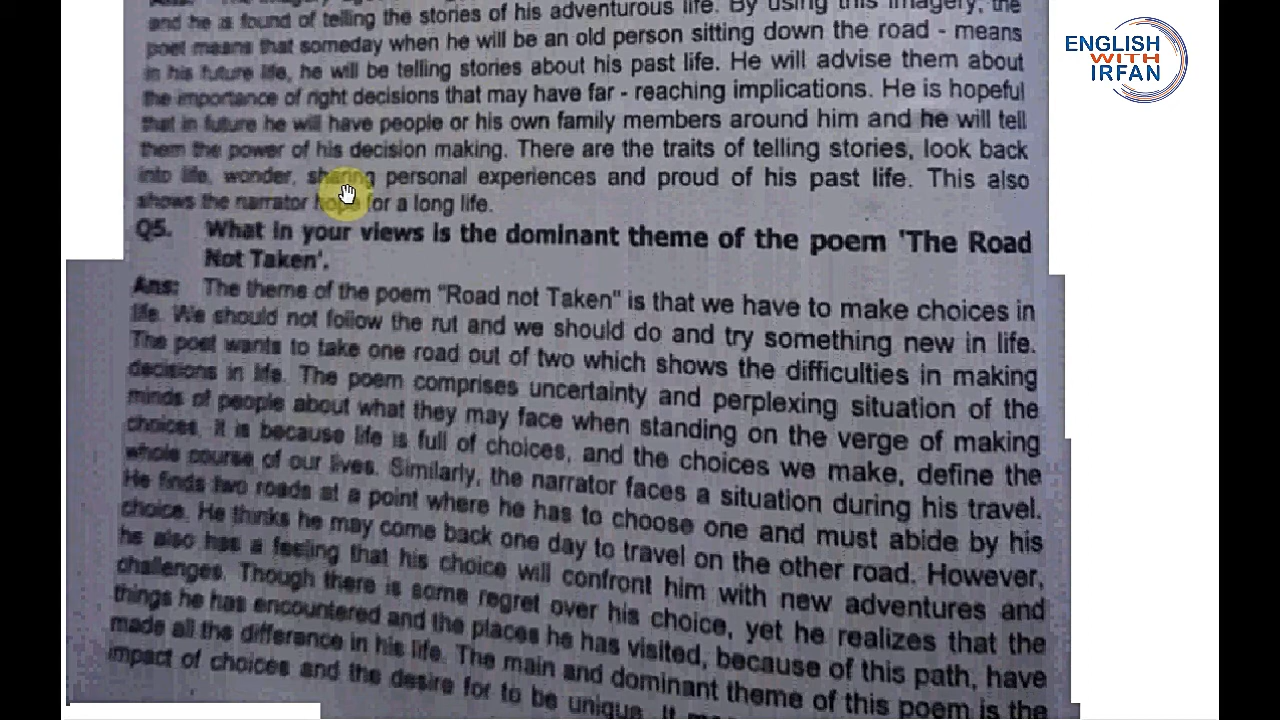 and he is found of telling the stories of his adventurous life. By using this imagery, the
poet means that someday when he will be an old person sitting down the road - means
in his future life, he will be telling stories about his past life. He will advise them about
the importance of right decisions that may have far - reaching implications. He is hopeful
that in future he will have people or his own family members around him and he will tell
them the power of his decision making. There are the traits of telling stories, look back
into life, wonder, sharing personal experiences and proud of his past life. This also
shows the narrator hope for a long life.
Q5. What in your views is the dominant theme of the poem 'The Road
Not Taken'.
Ans: The theme of the poem "Road not Taken" is that we have to make choices in
life. We should not follow the rut and we should do and try something new in life.
The poet wants to take one road out of two which shows the difficulties in making
decisions in life. The poem comprises uncertainty and perplexing situation of the
minds of people about what they may face when standing on the verge of making
choices, it is because life is full of choices, and the choices we make, define the
whole course of our lives. Similarly, the narrator faces a situation during his travel.
He finds two roads at a point where he has to choose one and must abide by his
choice. He thinks he may come back one day to travel on the other road. However,
he also has a feeling that his choice will confront him with new adventures and
challenges. Though there is some regret over his choice, yet he realizes that the
things he has encountered and the places he has visited, because of this path, have
made all the difference in his life. The main and dominant theme of this poem is the
impact of choices and the desire for to be unique. It
ENGLISH
WITH
IRFAN